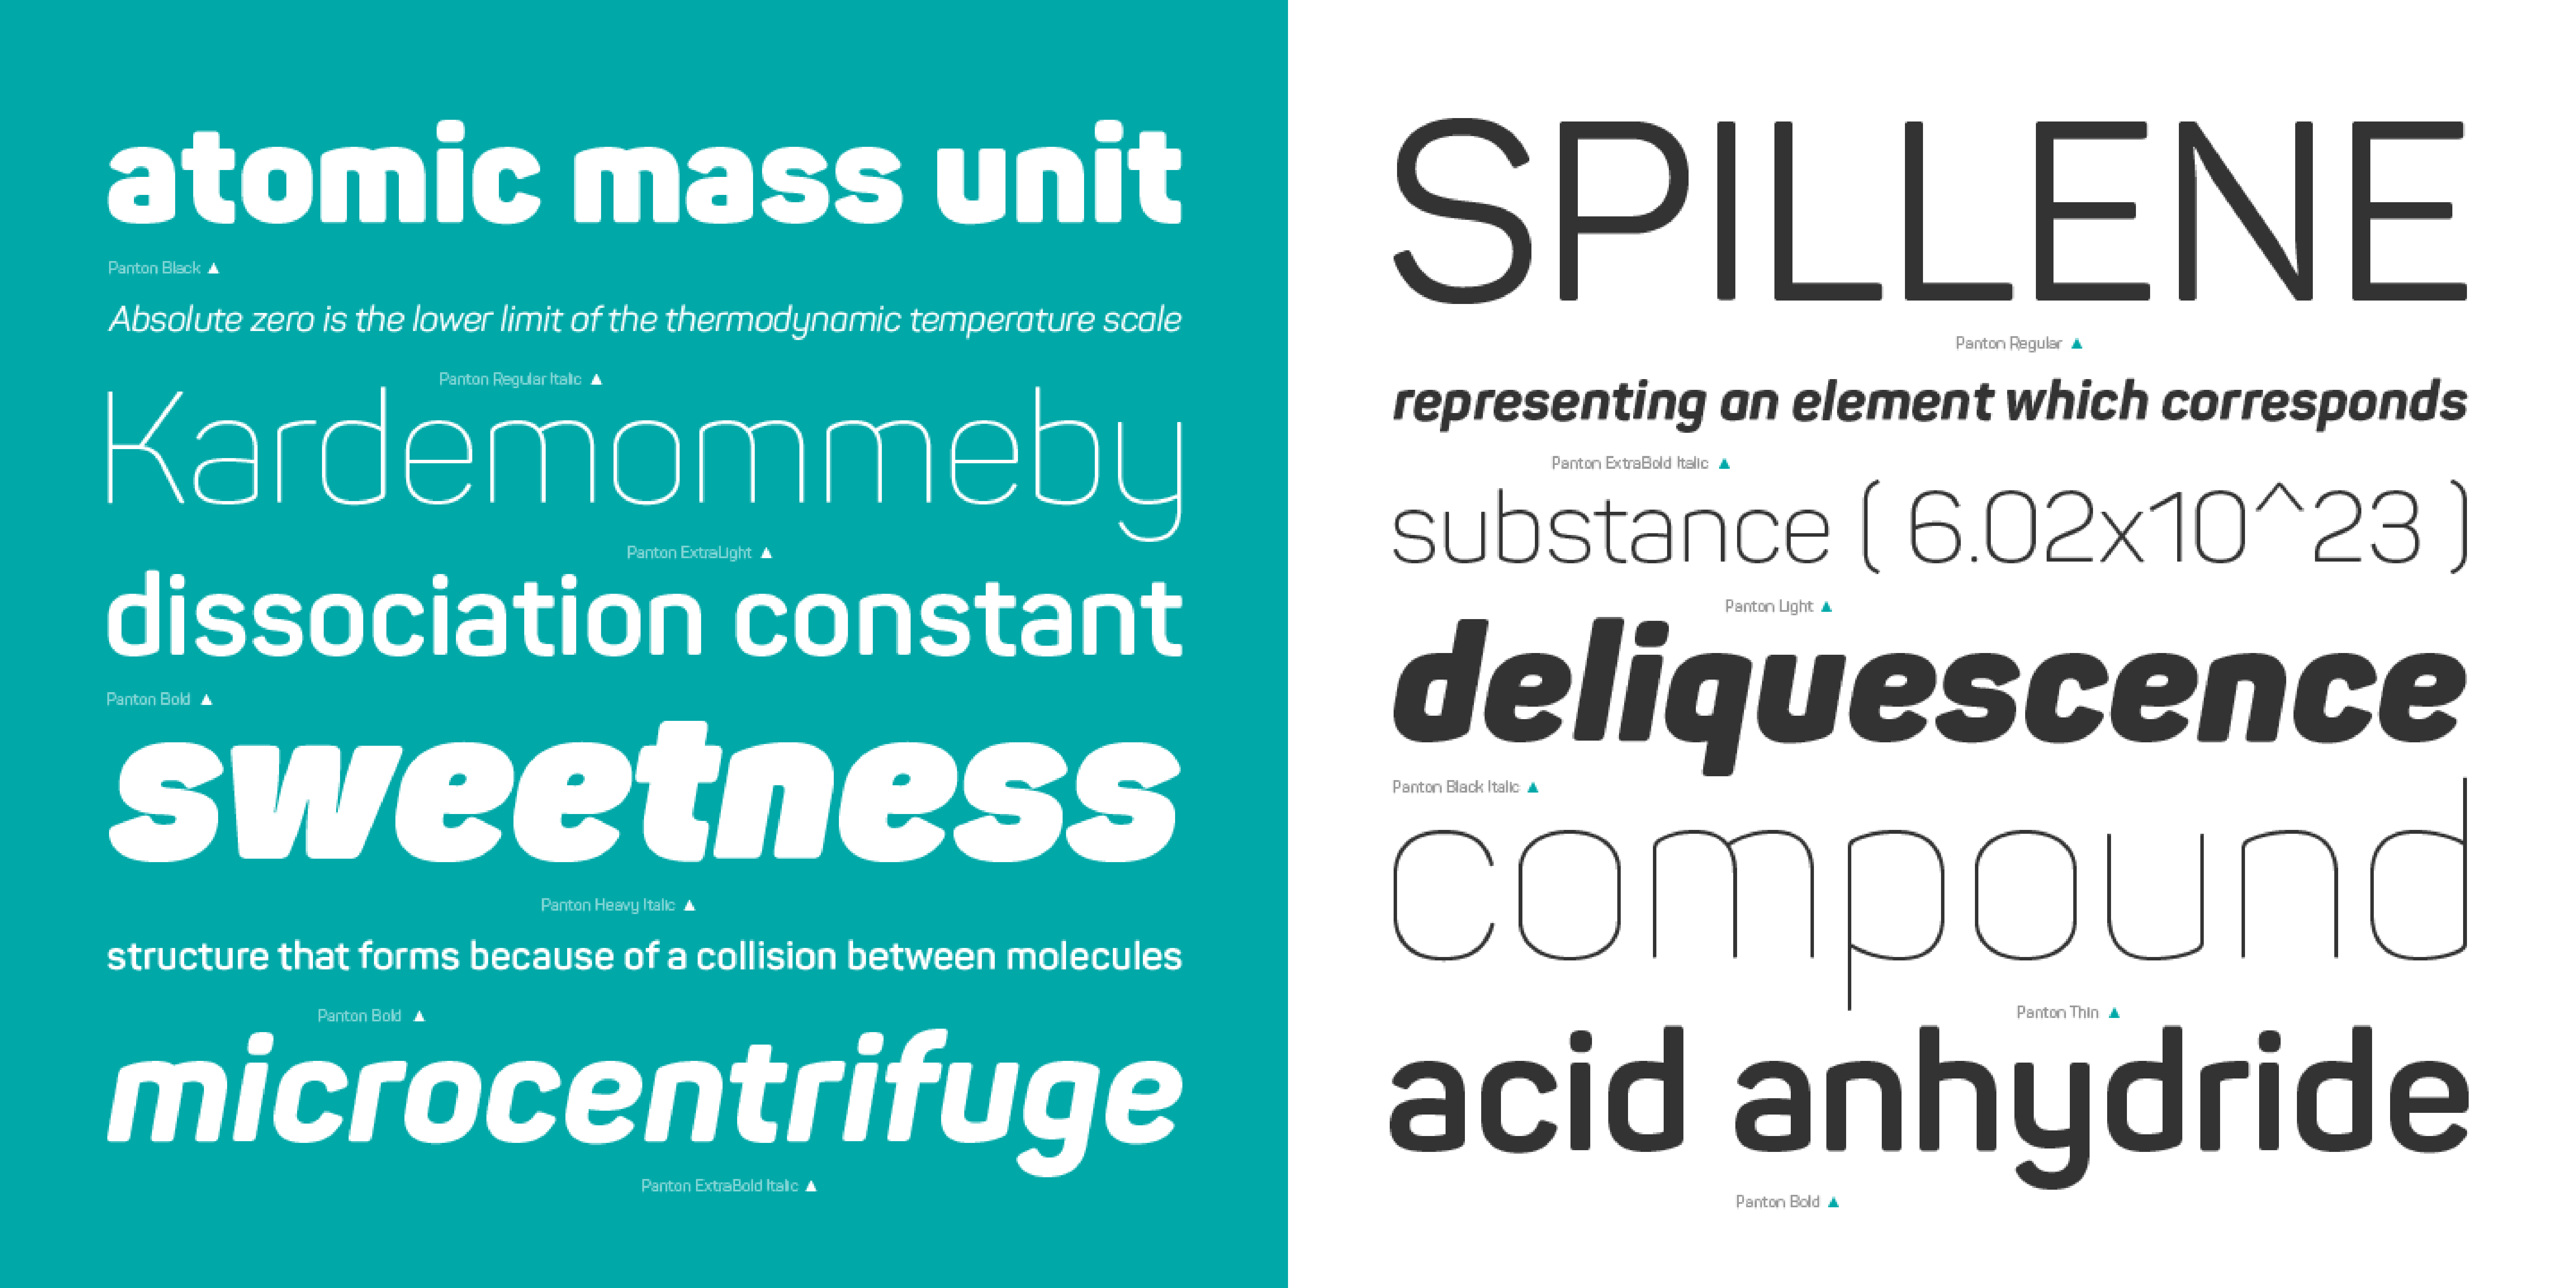 atomic mass unit
Panton Black ▲
Absolute zero is the lower limit of the thermodynamic temperature scale
Panton Regular Italic ▲
Kardemommeby
Panton ExtraLight ▲
dissociation constant
Panton Bold ▲
sweetness
Panton Heavy Italic ▲
structure that forms because of a collision between molecules
Panton Bold ▲
microcentrifuge
Panton ExtraBold Italic ▲
SPILLENE
Panton Regular ▲
representing an element which corresponds
Panton ExtraBold Italic ▲
substance ( 6.02x10^23 )
Panton Light ▲
deliquescence
Panton Black Italic ▲
compound
Panton Thin ▲
acid anhydride
Panton Bold ▲